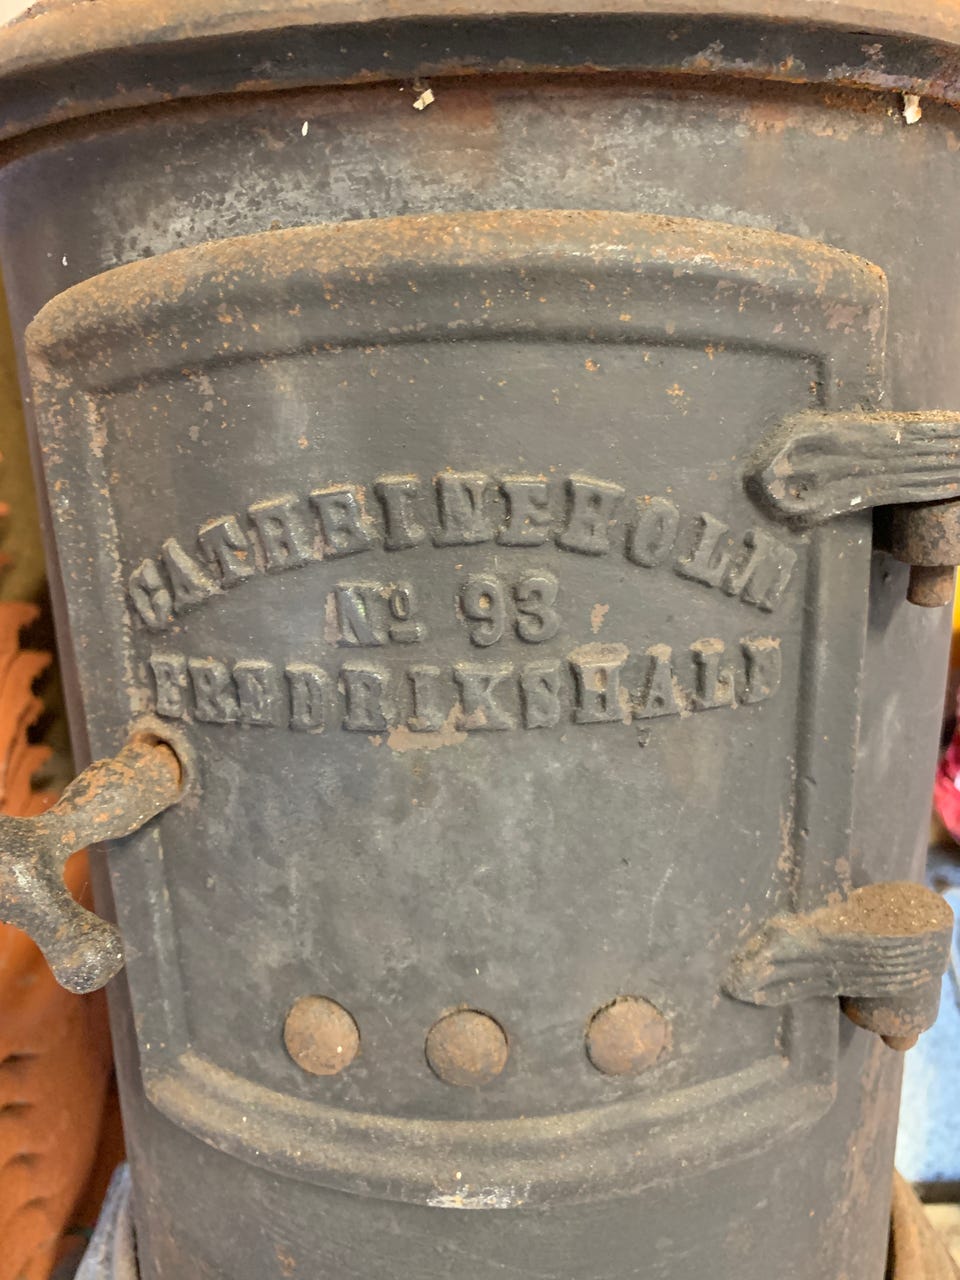 CATHRINEHOLM
No 93
FREDRIKSHALD